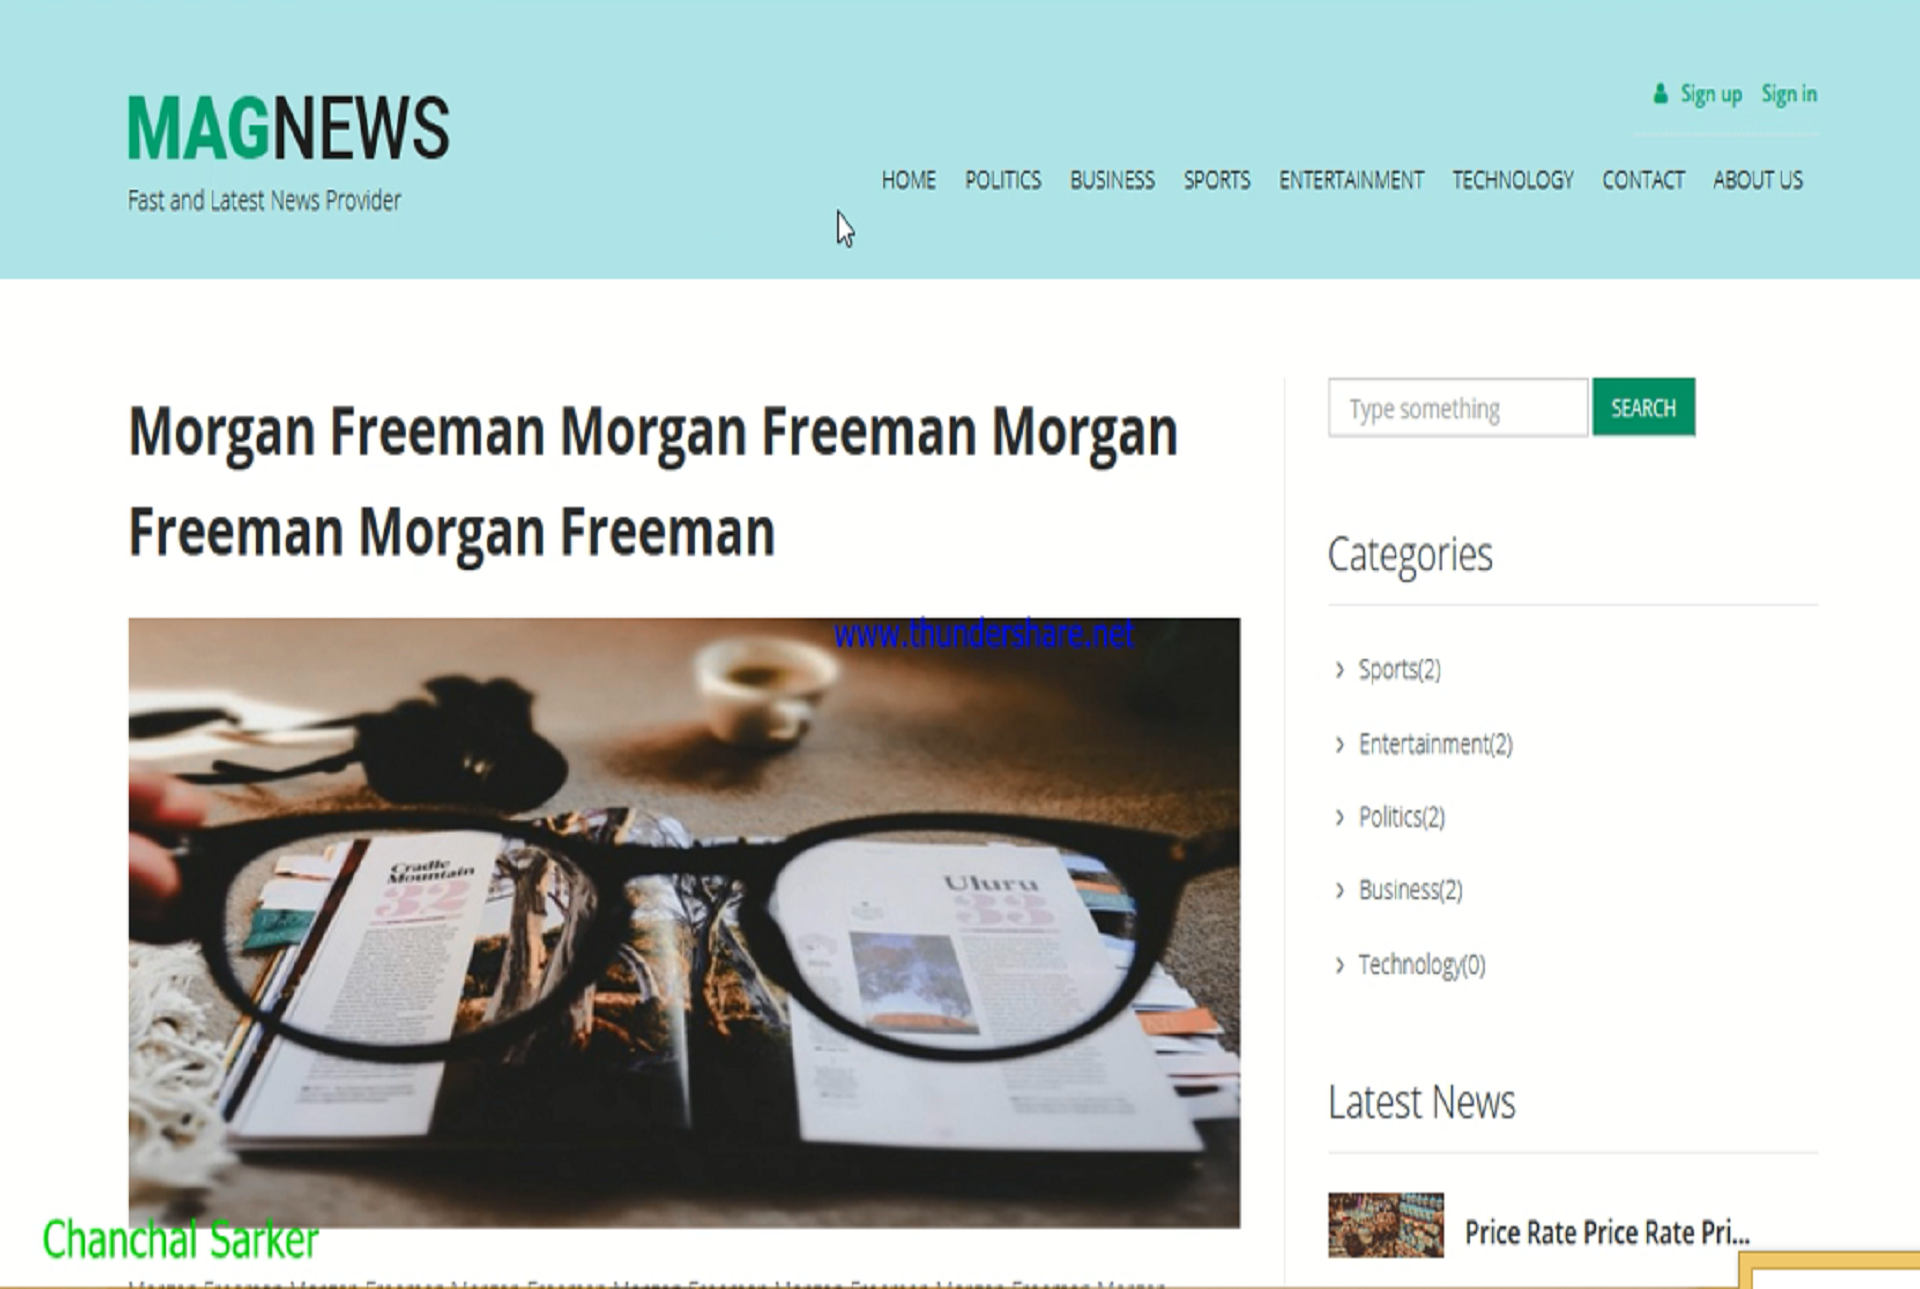 MAGNEWS
Fast and Latest News Provider
Sign up Sign in
HOME POLITICS BUSINESS SPORTS ENTERTAINMENT TECHNOLOGY CONTACT ABOUT US
Morgan Freeman Morgan Freeman Morgan
Freeman Morgan Freeman
www.thundershare.net
Cradle
Mountain
32
Uluru
33
Chanchal Sarker
Type something SEARCH
Categories
Sports(2)
Entertainment(2)
Politics(2)
Business(2)
Technology(0)
Latest News
Price Rate Price Rate Pri...